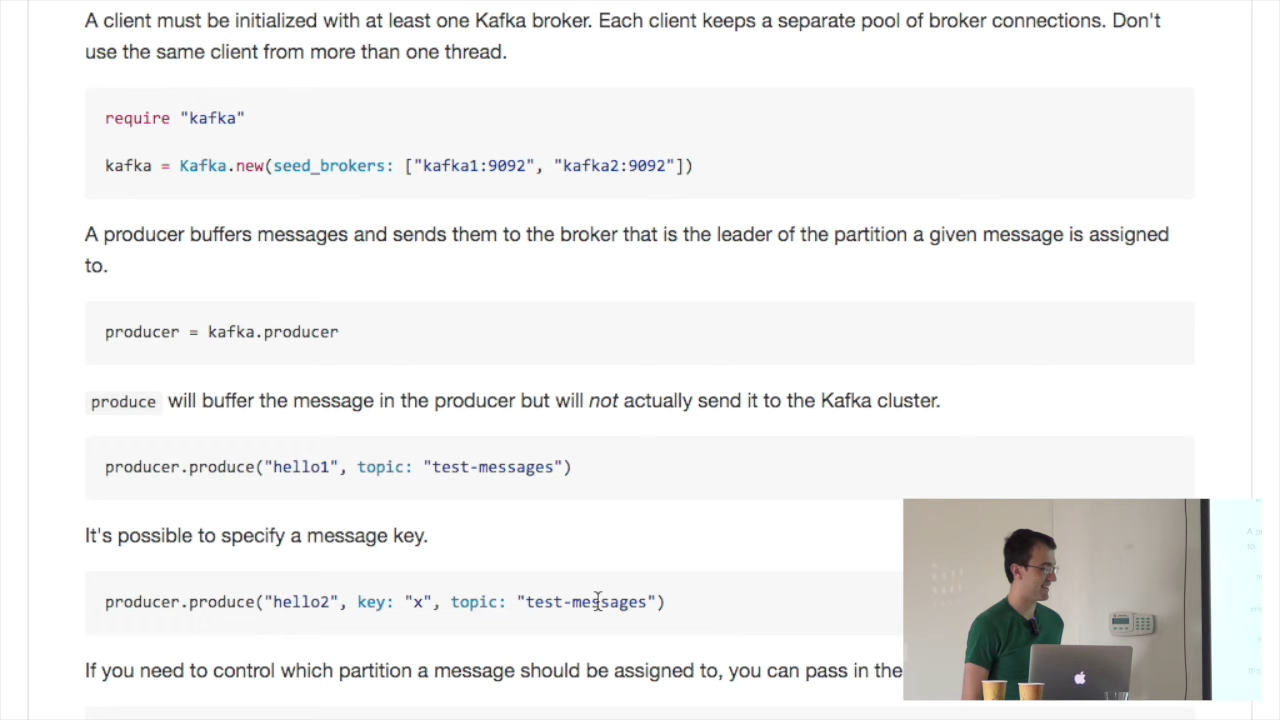 A client must be initialized with at least one Kafka broker. Each client keeps a separate pool of broker connections. Don't
use the same client from more than one thread.
require "kafka"
kafka = Kafka.new(seed_brokers: ["kafka1:9092", "kafka2:9092"])
A producer buffers messages and sends them to the broker that is the leader of the partition a given message is assigned
to.
producer = kafka.producer
produce will buffer the message in the producer but will not actually send it to the Kafka cluster.
producer.produce("hello1", topic: "test-messages")
It's possible to specify a message key.
producer.produce("hello2", key: "x", topic: "test-messages")
If you need to control which partition a message should be assigned to, you can pass in the